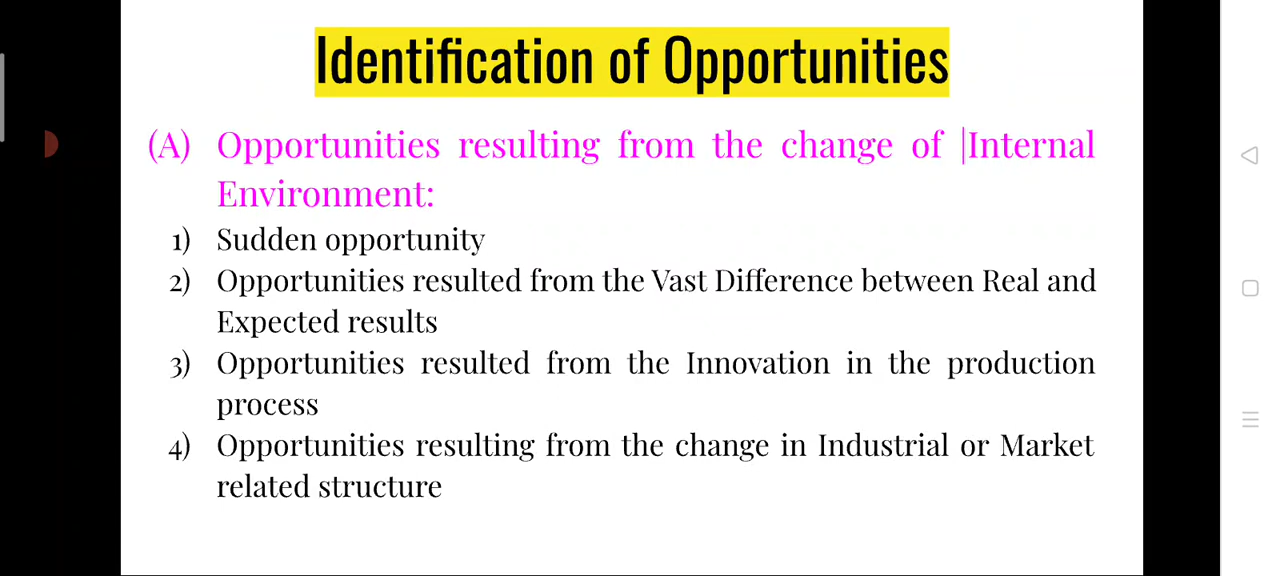 Identification of Opportunities
(A) Opportunities resulting from the change of |Internal
Environment:
1) Sudden opportunity
2) Opportunities resulted from the Vast Difference between Real and
Expected results
3) Opportunities resulted from the Innovation in the production
process
4) Opportunities resulting from the change in Industrial or Market
related structure